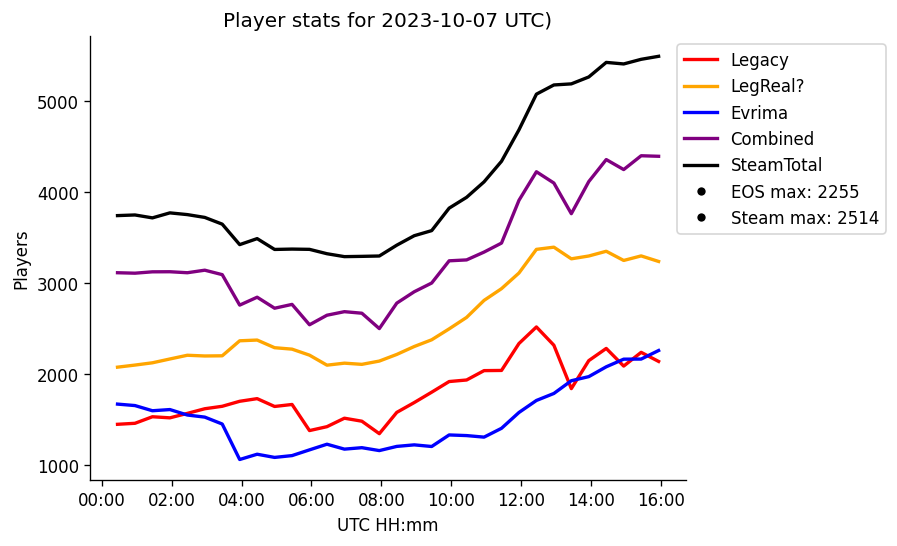 Player stats for 2023-10-07 UTC)
Legacy
LegReal?
Evrima
Combined
SteamTotal
EOS max: 2255
Steam max: 2514
Players
5000
4000
3000
2000
1000
00:00 02:00 04:00 06:00 08:00 10:00 12:00 14:00 16:00
UTC HH:mm